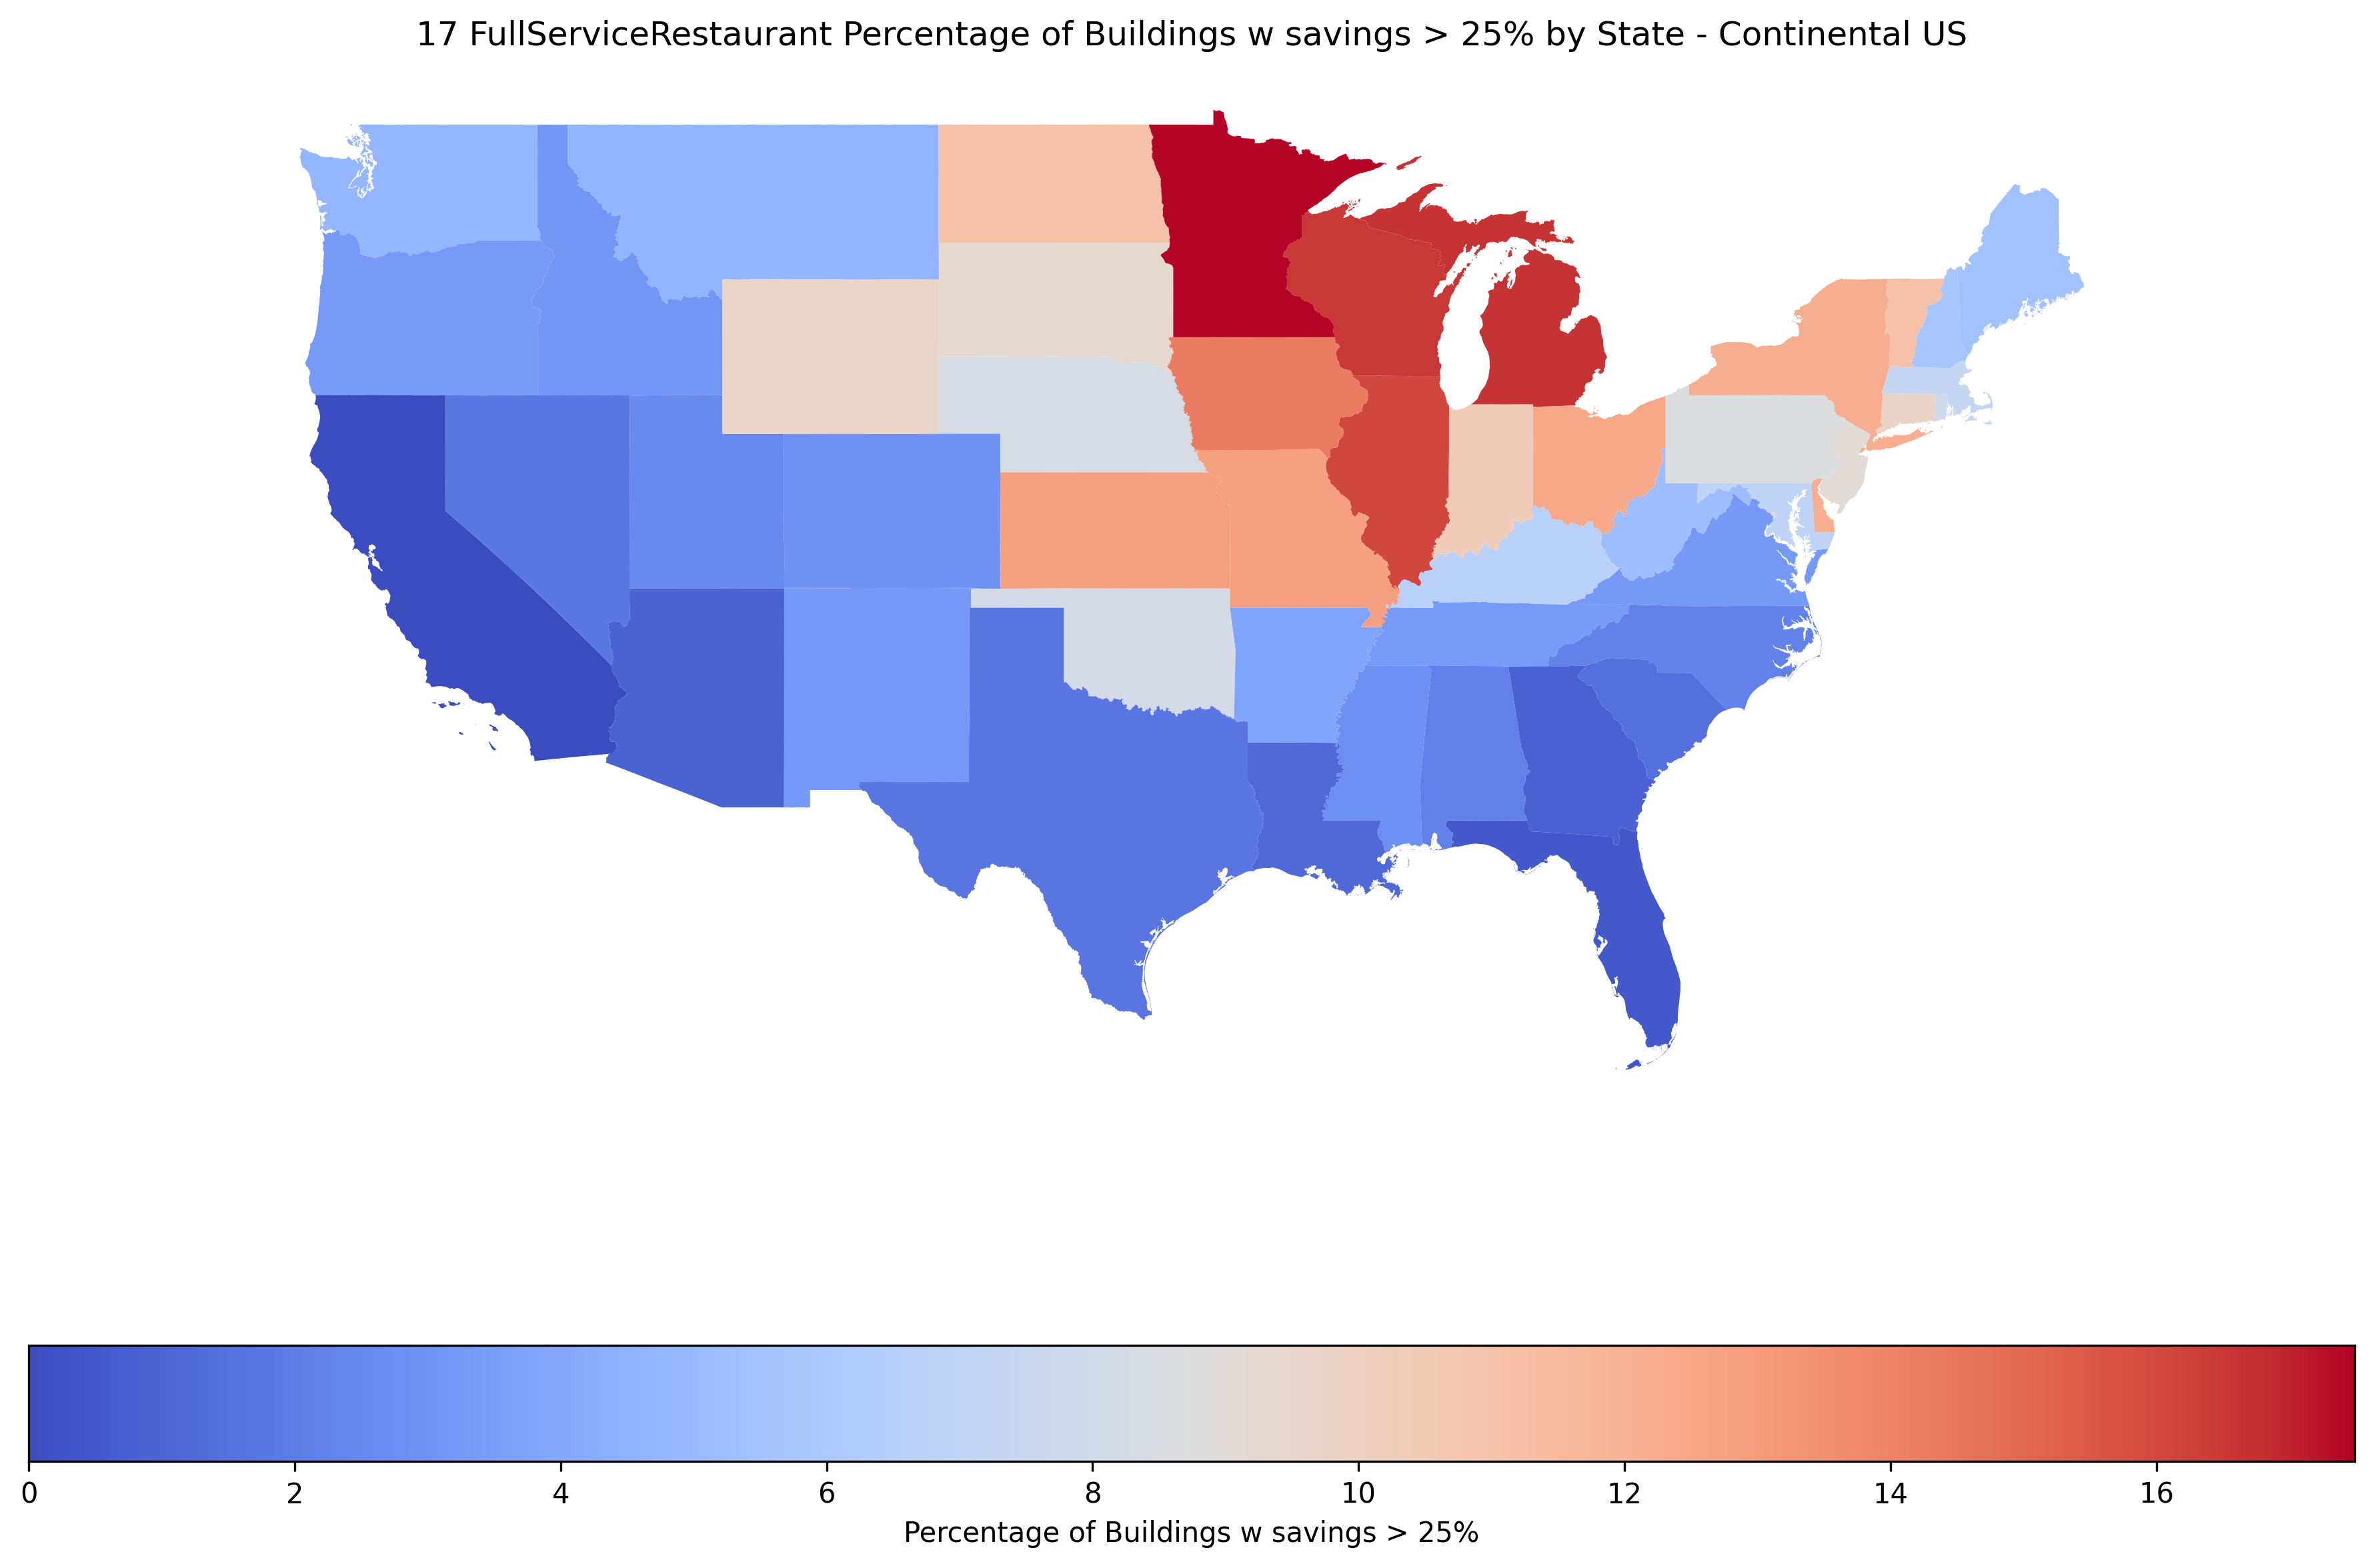 17 FullServiceRestaurant Percentage of Buildings w savings > 25% by State - Continental US
0 2 4 6 8 10 12 14 16
Percentage of Buildings w savings > 25%